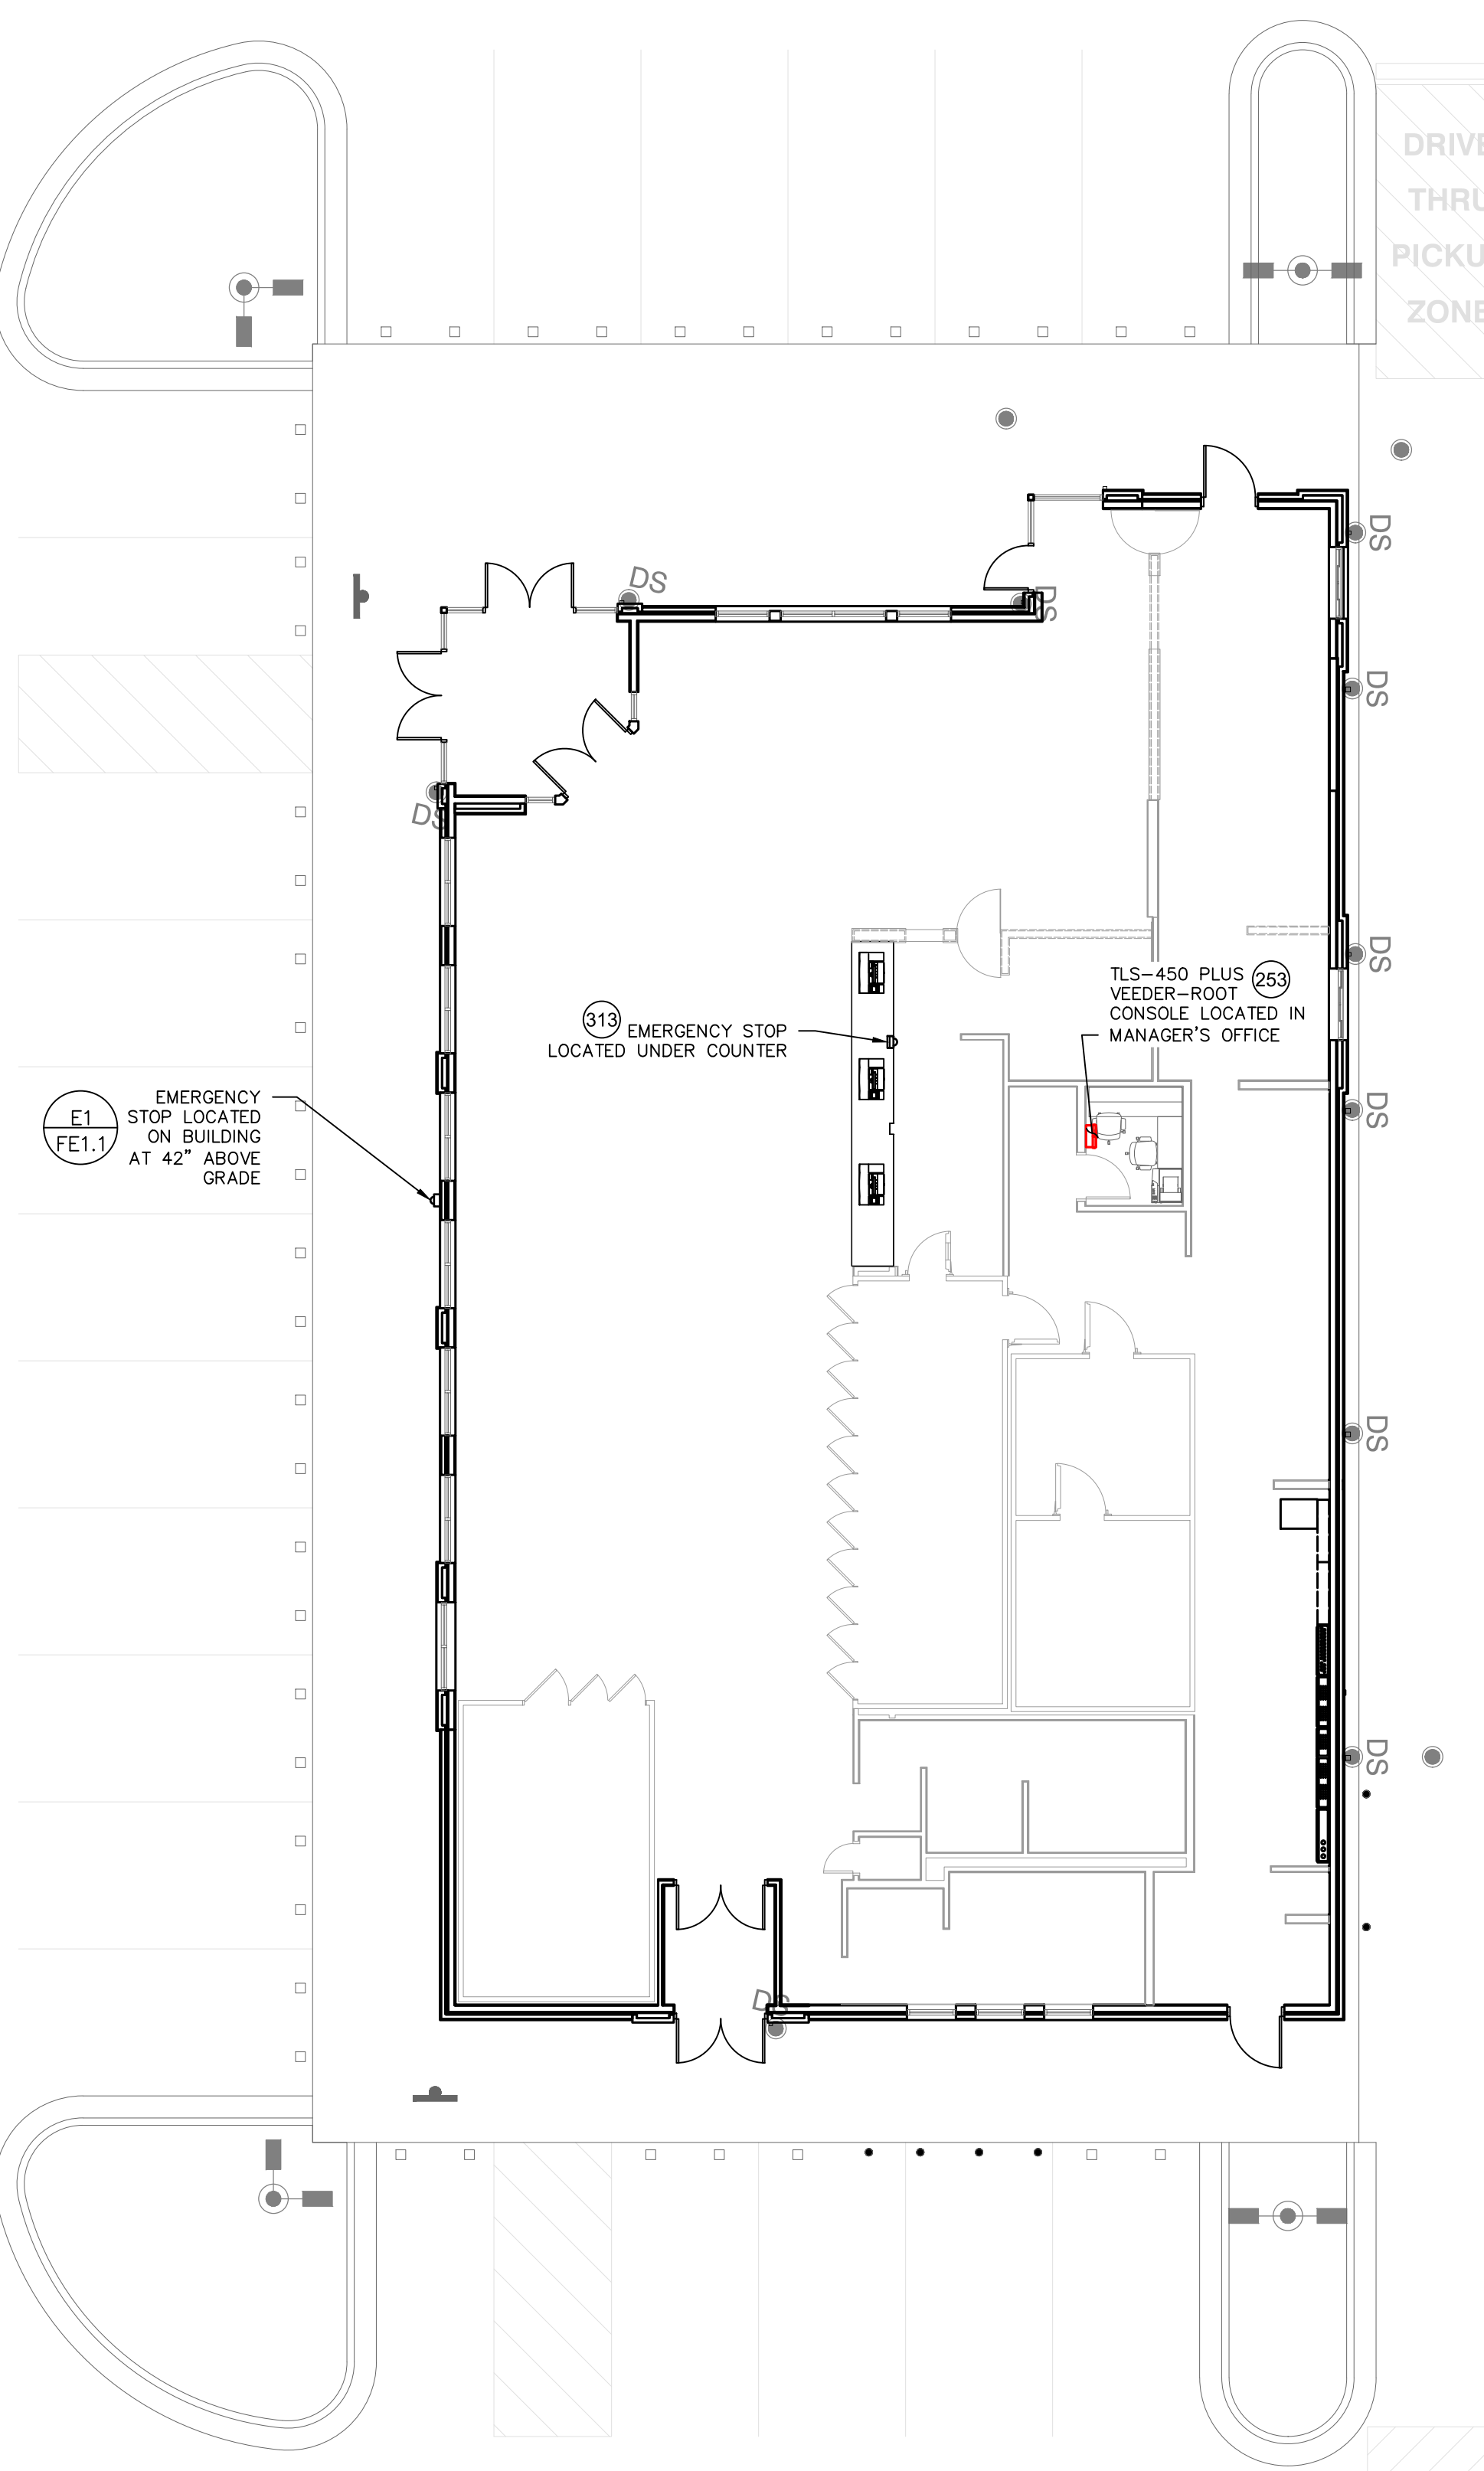 DRIVE
THRU
PICKU
ZONE
DS
DS
DS
DS
DS
TLS-450 PLUS
VEEDER-ROOT
CONSOLE LOCATED IN
MANAGER'S OFFICE
253
DS
313
EMERGENCY STOP
LOCATED UNDER COUNTER
E1
FE1.1
EMERGENCY
STOP LOCATED
ON BUILDING
AT 42" ABOVE
GRADE
DS
DS
DS
DS